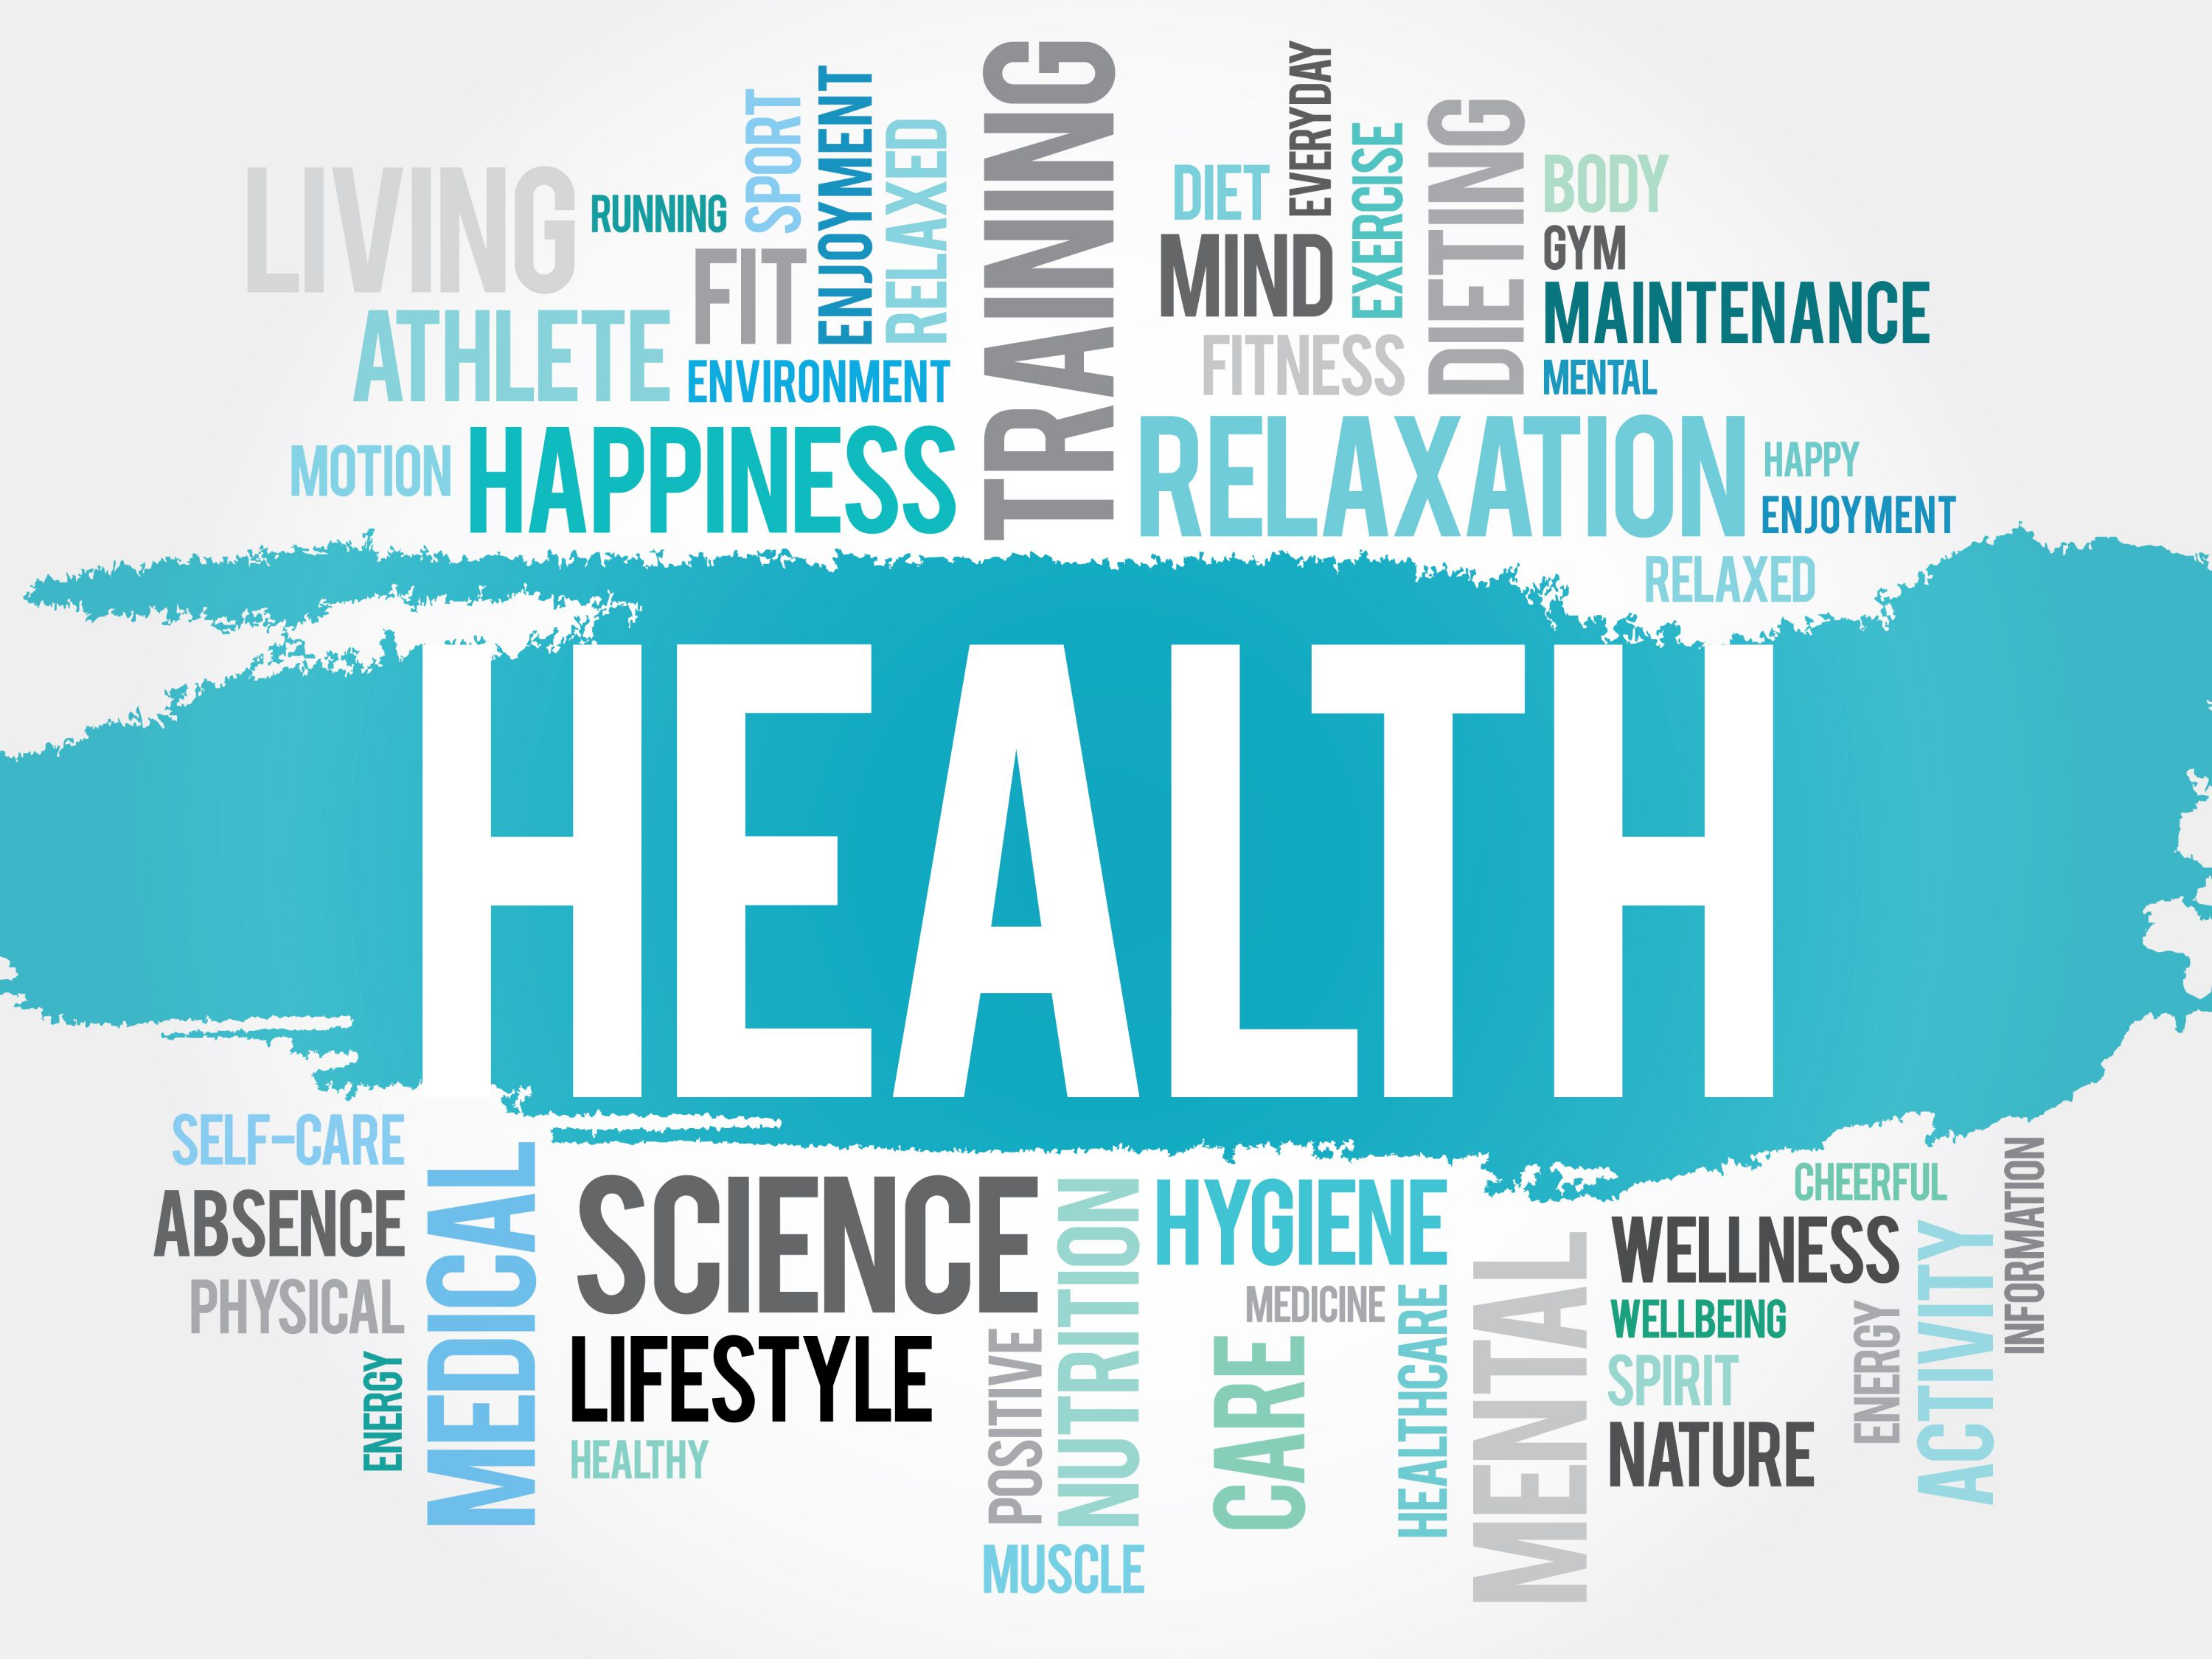 LIVING
RUNNING
SPORT
ENJOYMENT
RELAXED
FIT
ATHLETE
ENVIRONMENT
MOTION
HAPPINESS
TRAINING
DIET
EVERYDAY
EXERCISE
MIND
FITNESS
DIETING
BODY
GYM
MAINTENANCE
MENTAL
RELAXATION
HAPPY
ENJOYMENT
RELAXED
HEALTH
SELF-CARE
ABSENCE
PHYSICAL
ENERGY
MEDICAL
SCIENCE
LIFESTYLE
HEALTHY
POSITIVE
NUTRITION
MUSCLE
HYGIENE
MEDICINE
CARE
HEALTHCARE
MENTAL
CHEERFUL
WELLNESS
WELLBEING
SPIRIT
NATURE
ENERGY
ACTIVITY
INFORMATION